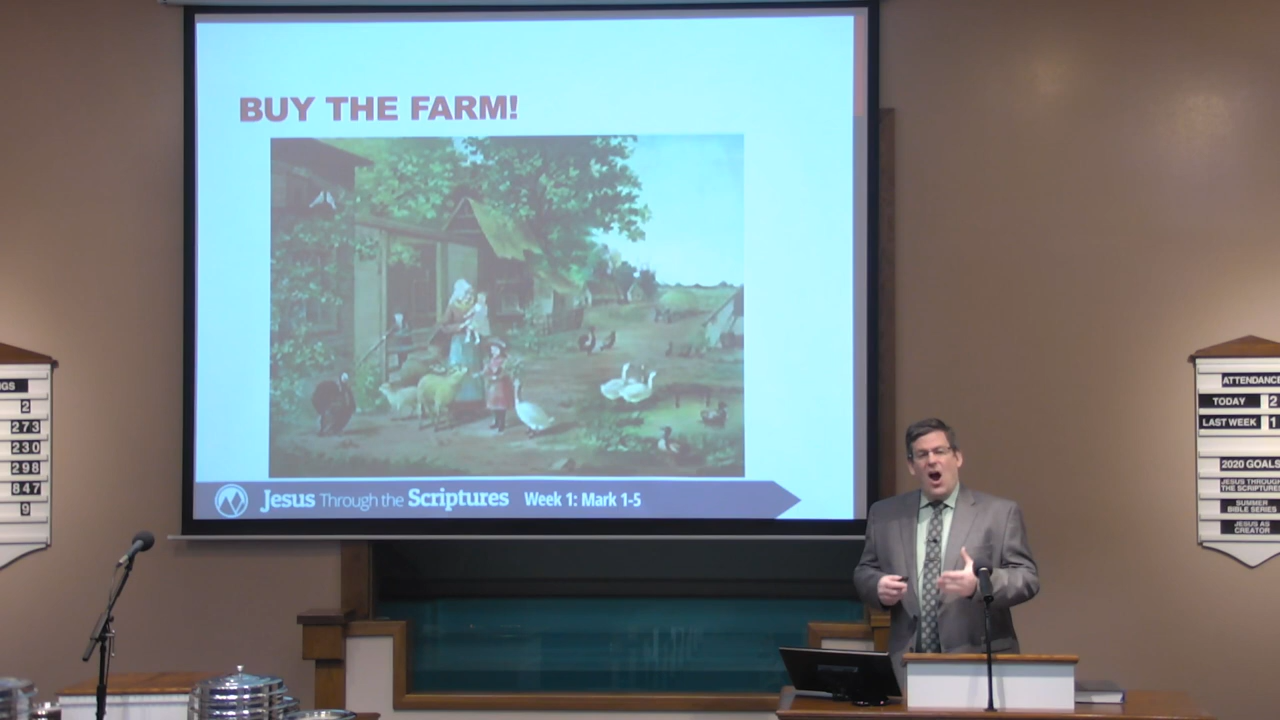 BUY THE FARM!
Jesus Through the Scriptures Week 1: Mark 1-5
GS
2
273
230
298
847
9
ATTENDANCE
TODAY 2
LAST WEEK 1
2020 GOALS
JESUS THROUGH
THE SCRIPTURES
SUMMER
BIBLE SERIES
JESUS AS
CREATOR